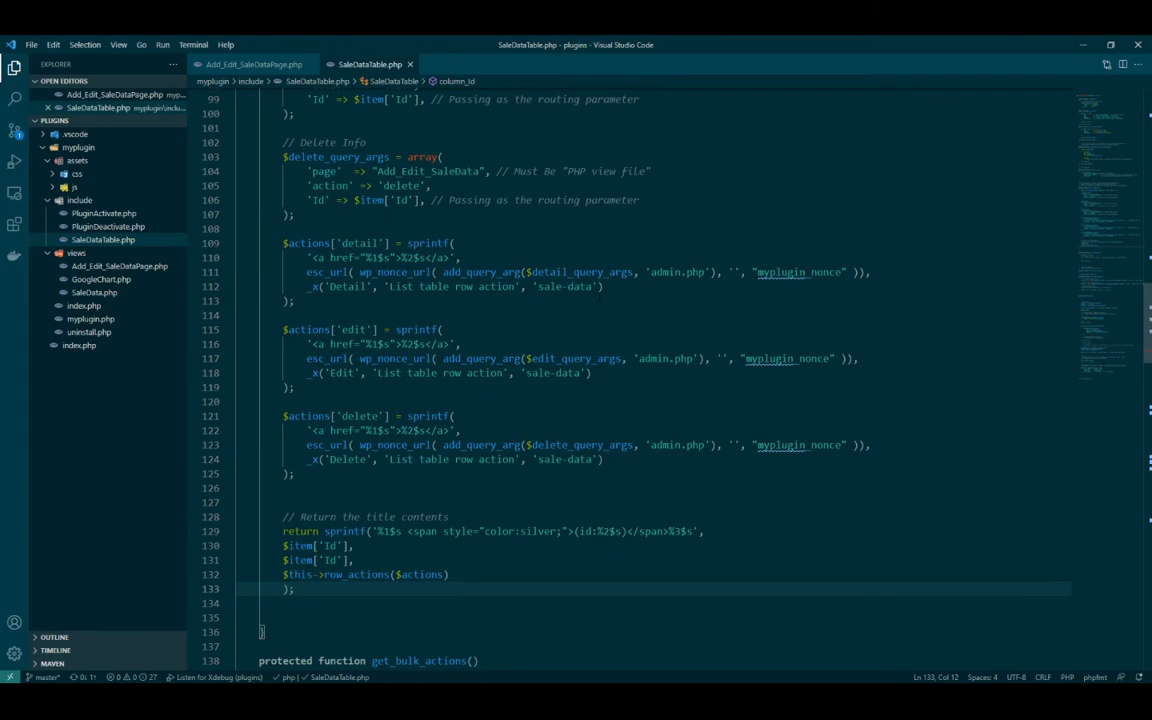 File Edit Selection View Go Run Terminal Help
SaleDataTable.php - plugins - Visual Studio Code
EXPLORER
OPEN EDITORS
Add_Edit_SaleDataPage.php myp...
SaleDataTable.php myplugin\inclu...
PLUGINS
.vscode
myplugin
assets
css
js
include
PluginActivate.php
PluginDeactivate.php
SaleDataTable.php
views
Add_Edit_SaleDataPage.php
GoogleChart.php
SaleData.php
index.php
myplugin.php
uninstall.php
index.php
OUTLINE
TIMELINE
MAVEN
Add_Edit_SaleDataPage.php SaleDataTable.php
myplugin > include > SaleDataTable.php > SaleDataTable > column_Id
99 'Id' => $item['Id'], // Passing as the routing parameter
100 );
101
102 // Delete Info
103 $delete_query_args = array(
104 'page' => "Add_Edit_SaleData", // Must Be "PHP view file"
105 'action' => 'delete',
106 'Id' => $item['Id'], // Passing as the routing parameter
107 );
108
109 $actions['detail'] = sprintf(
110 '<a href="%1$s">%2$s</a>',
111 esc_url( wp_nonce_url( add_query_arg($detail_query_args, 'admin.php'), '', "myplugin_nonce" )),
112 _x('Detail', 'List table row action', 'sale-data')
113 );
114
115 $actions['edit'] = sprintf(
116 '<a href="%1$s">%2$s</a>',
117 esc_url( wp_nonce_url( add_query_arg($edit_query_args, 'admin.php'), '', "myplugin_nonce" )),
118 _x('Edit', 'List table row action', 'sale-data')
119 );
120
121 $actions['delete'] = sprintf(
122 '<a href="%1$s">%2$s</a>',
123 esc_url( wp_nonce_url( add_query_arg($delete_query_args, 'admin.php'), '', "myplugin_nonce" )),
124 _x('Delete', 'List table row action', 'sale-data')
125 );
126
127
128 // Return the title contents
129 return sprintf('%1$s <span style="color:silver;">(id:%2$s)</span>%3$s',
130 $item['Id'],
131 $item['Id'],
132 $this->row_actions($actions)
133 );
134
135
136 }
137
138 protected function get_bulk_actions()
master* 0↓ 1↑ 0 0 27 Listen for Xdebug (plugins) php | SaleDataTable.php Ln 133, Col 12 Spaces: 4 UTF-8 CRLF PHP phpfmt